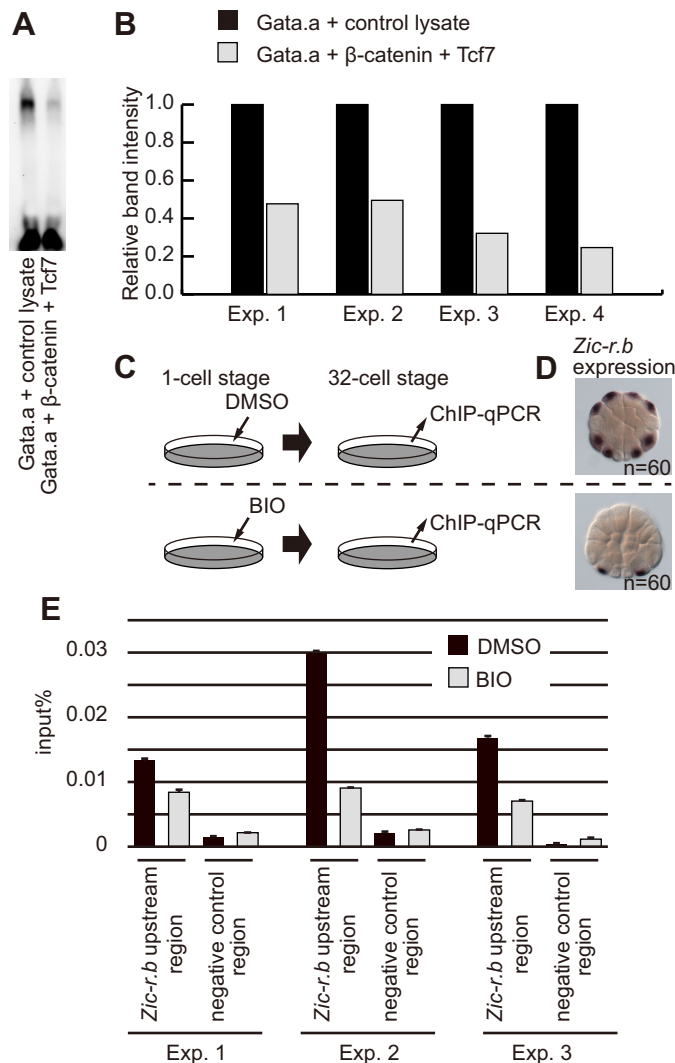 A
Gata.a + control lysate
Gata.a + β-catenin + Tcf7
B
Gata.a + control lysate
Gata.a + β-catenin + Tcf7
Relative band intensity
1.0
0.8
0.6
0.4
0.2
0.0
Exp. 1
Exp. 2
Exp. 3
Exp. 4
C
1-cell stage
32-cell stage
DMSO
ChIP-qPCR
BIO
ChIP-qPCR
D
Zic-r.b
expression
n=60
n=60
E
DMSO
BIO
input%
0.03
0.02
0.01
0
Zic-r.b upstream
region
negative control
region
Zic-r.b upstream
region
negative control
region
Zic-r.b upstream
region
negative control
region
Exp. 1
Exp. 2
Exp. 3